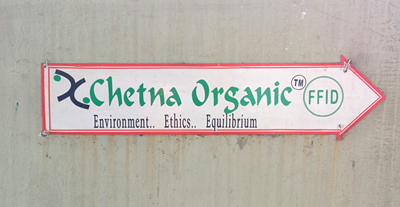 Chetna Organic TM FFID
Environment.. Ethics.. Equilibrium